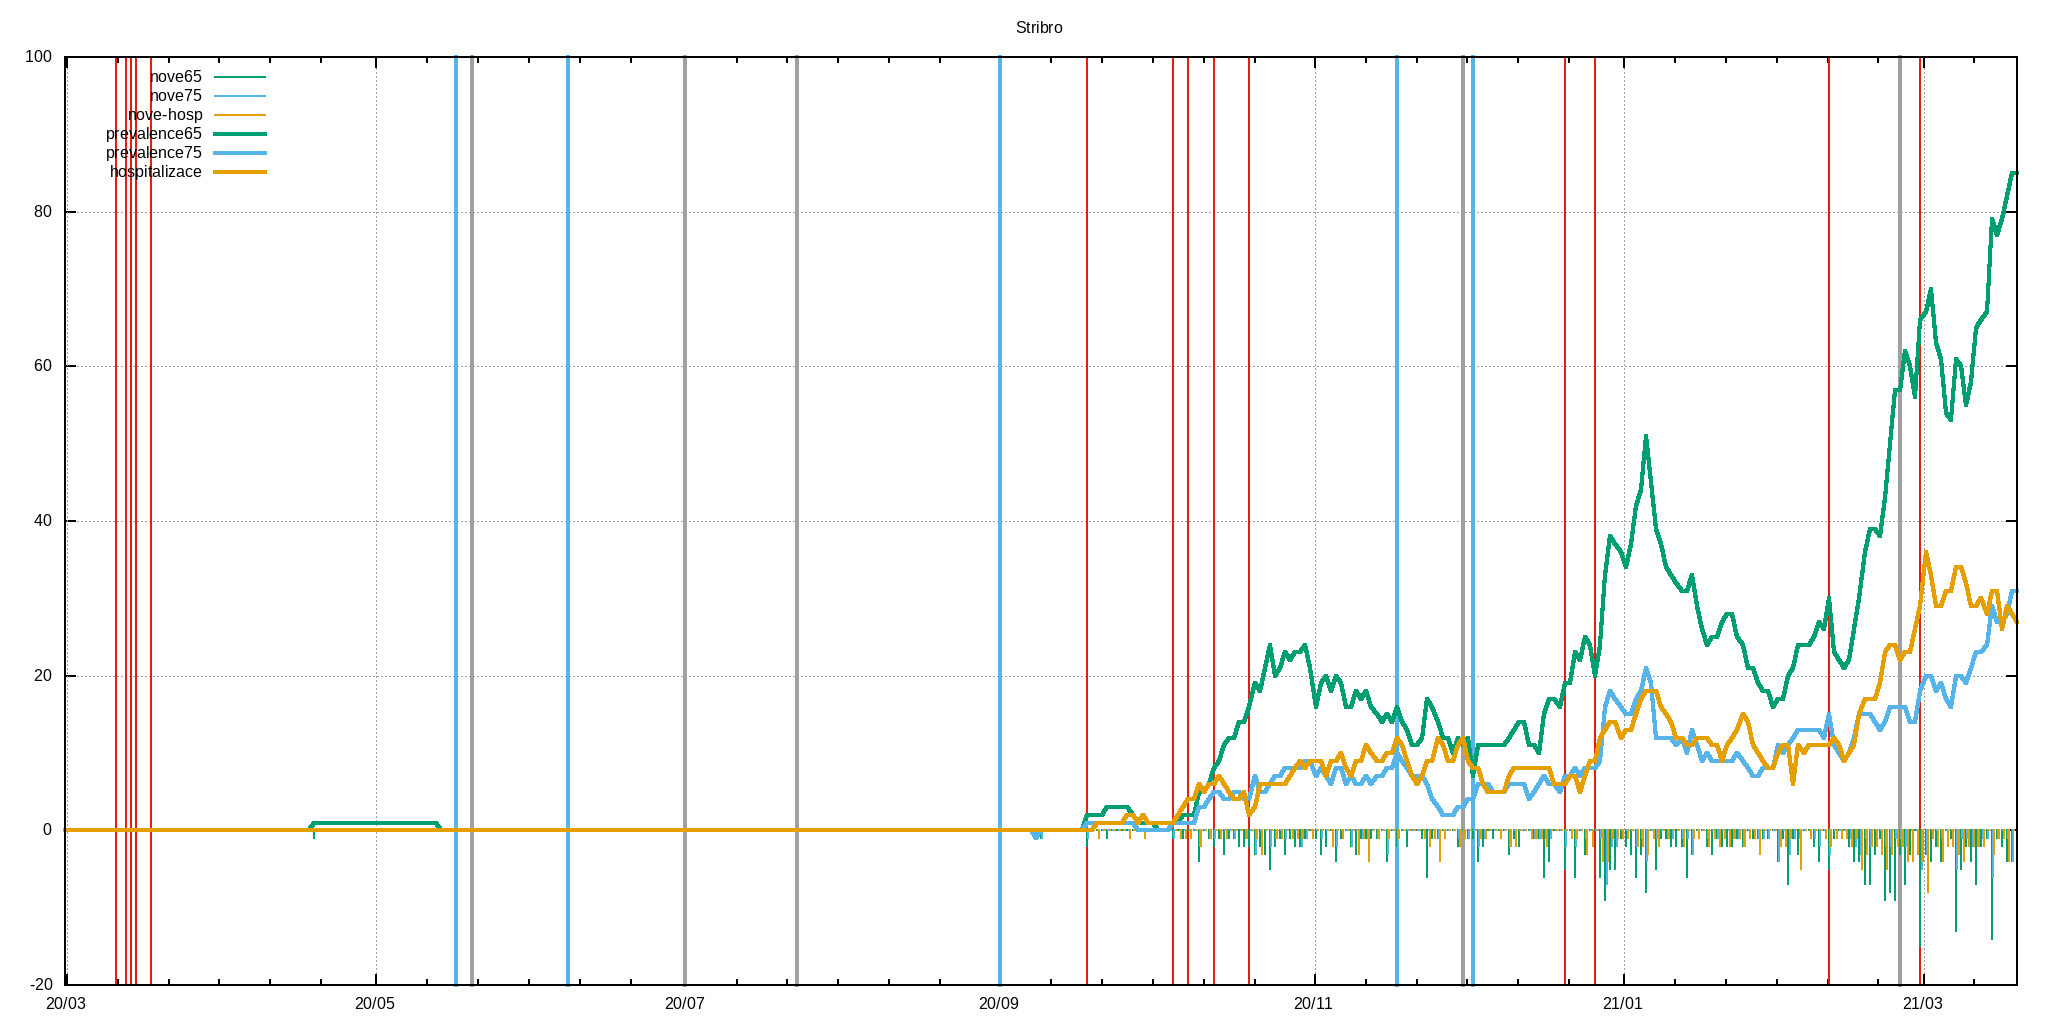 Stribro
100
80
60
40
20
0
-20
nove65
nove75
nove-hosp
prevalence65
prevalence75
hospitalizace
20/03 20/05 20/07 20/09 20/11 21/01 21/03